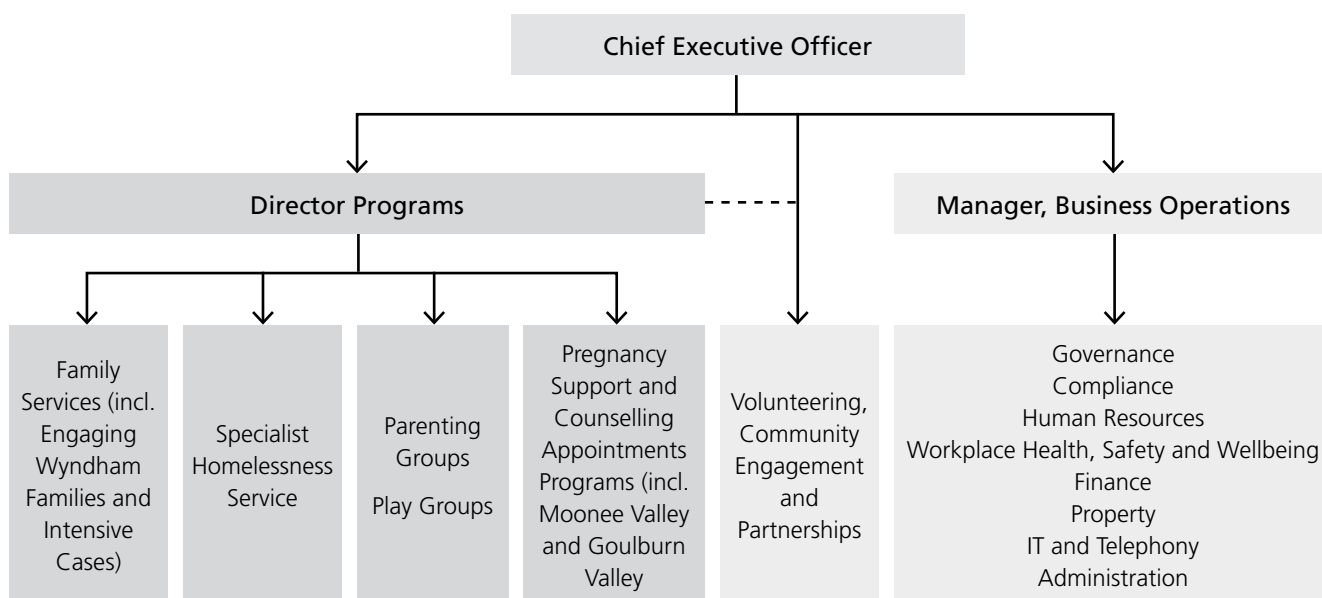 Chief Executive Officer
Director Programs
Manager, Business Operations
Family
Services (incl.
Engaging
Wyndham
Families and
Intensive
Cases)
Specialist
Homelessness
Service
Parenting
Groups
Play Groups
Pregnancy
Support and
Counselling
Appointments
Programs (incl.
Moonee Valley
and Goulburn
Valley
Volunteering,
Community
Engagement
and
Partnerships
Governance
Compliance
Human Resources
Workplace Health, Safety and Wellbeing
Finance
Property
IT and Telephony
Administration